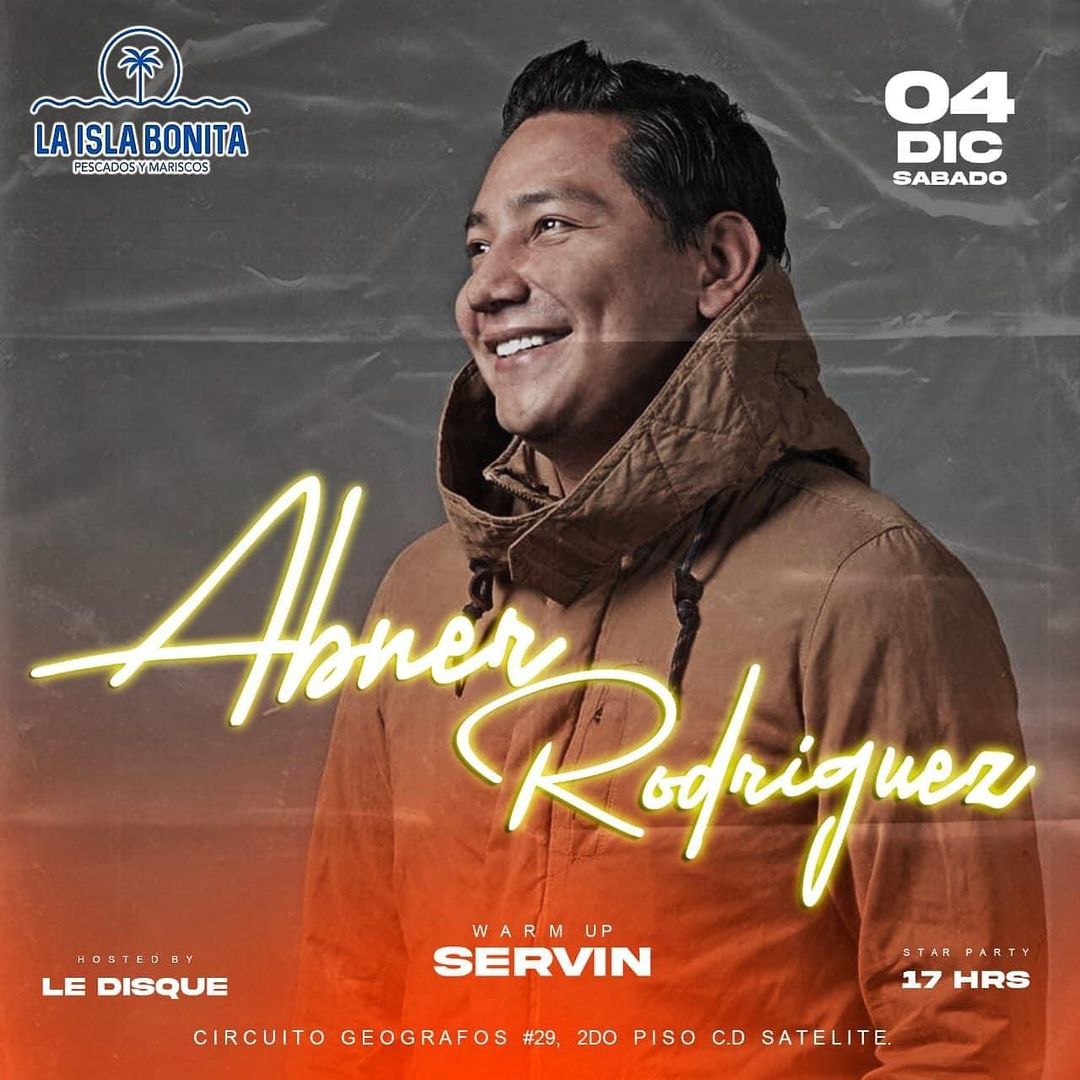 LA ISLA BONITA
PESCADOS Y MARISCOS
04
DIC
SABADO
Abner
Rodriguez
WARM UP
SERVIN
HOSTED BY
LE DISQUE
STAR PARTY
17 HRS
CIRCUITO GEOGRAFOS #29, 2DO PISO C.D SATELITE.